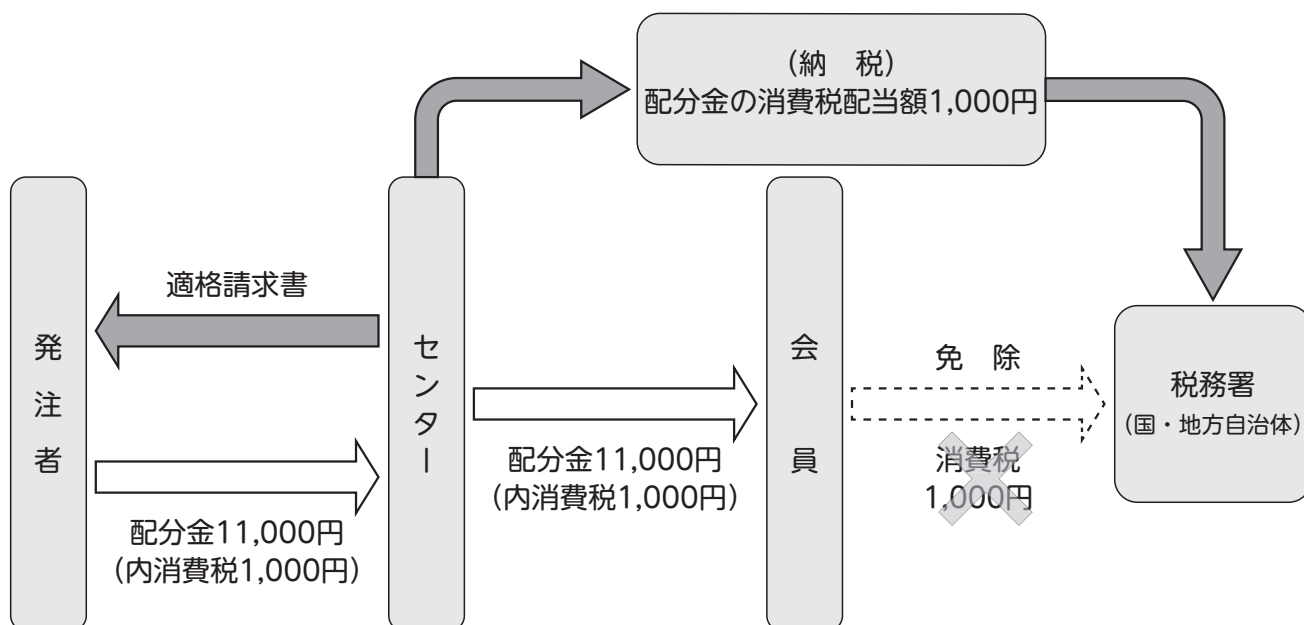 （納　税）
配分金の消費税配当額1,000円
発注者
適格請求書
配分金11,000円
（内消費税1,000円）
センター
配分金11,000円
（内消費税1,000円）
会員
免　除
消費税
1,000円
税務署
（国・地方自治体）